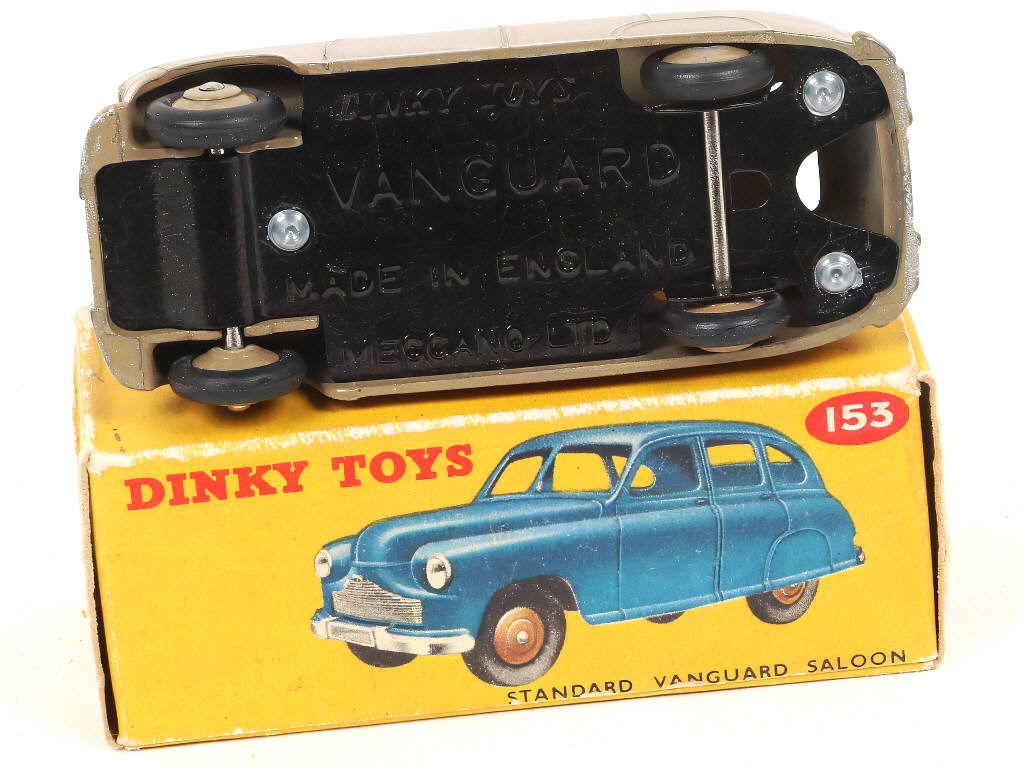 DINKY TOYS
VANGUARD
MADE IN ENGLAND
MECCANO LTD
153
DINKY TOYS
STANDARD VANGUARD SALOON